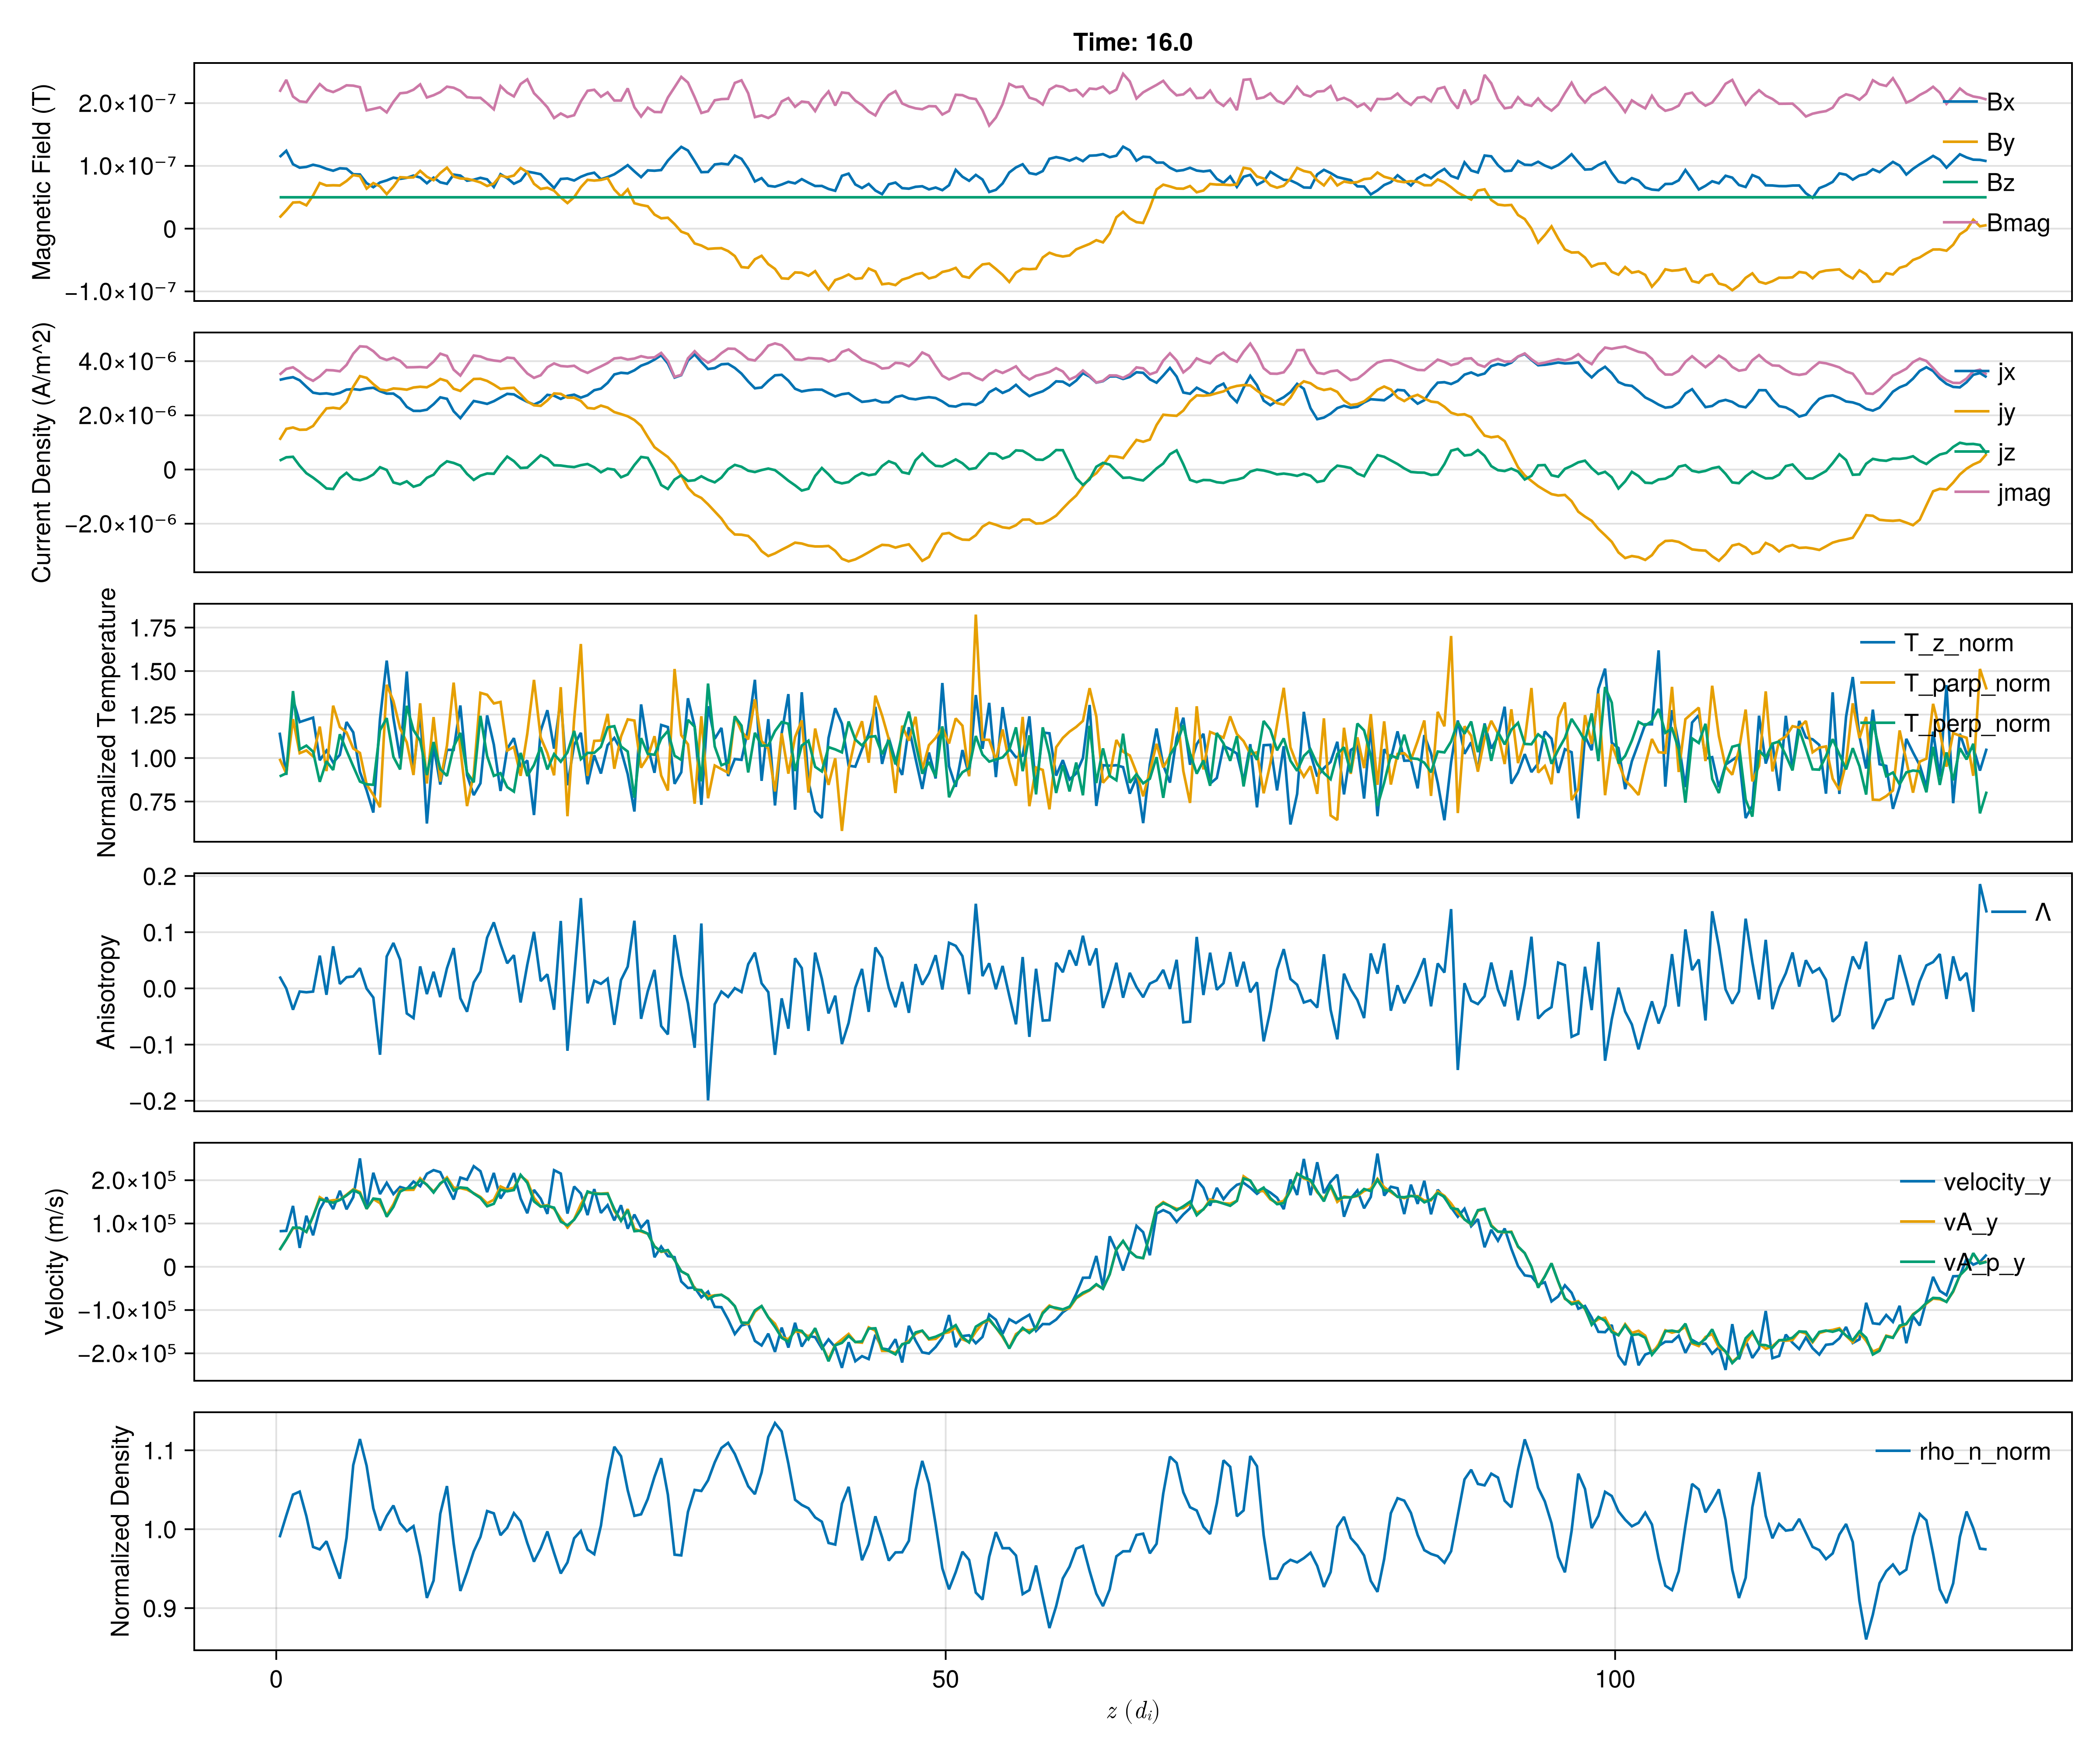 Time: 16.0
Magnetic Field (T)
2.0×10⁻⁷
1.0×10⁻⁷
0
−1.0×10⁻⁷
Bx
By
Bz
Bmag
Current Density (A/m^2)
4.0×10⁻⁶
2.0×10⁻⁶
0
−2.0×10⁻⁶
jx
jy
jz
jmag
Normalized Temperature
1.75
1.50
1.25
1.00
0.75
T_z_norm
T_parp_norm
T_perp_norm
Anisotropy
0.2
0.1
0.0
−0.1
−0.2
Λ
Velocity (m/s)
2.0×10⁵
1.0×10⁵
0
−1.0×10⁵
−2.0×10⁵
velocity_y
vA_y
vA_p_y
Normalized Density
1.1
1.0
0.9
rho_n_norm
0 50 100
z (dᵢ)